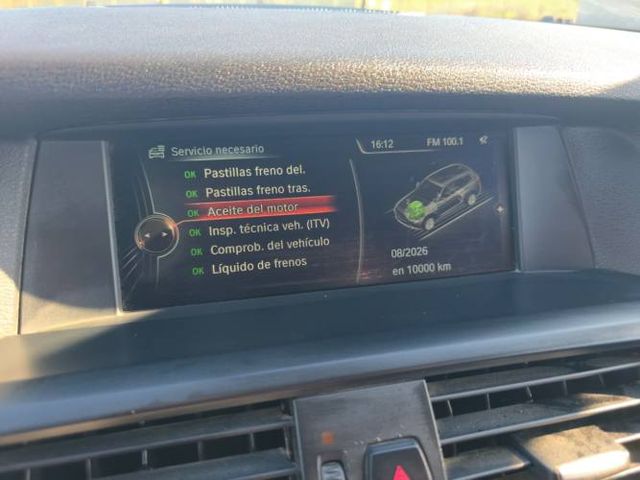 Servicio necesario
16:12
FM 100.1
OK Pastillas freno del.
OK Pastillas freno tras.
OK Aceite del motor
OK Insp. técnica veh. (ITV)
OK Comprob. del vehículo
OK Líquido de frenos
08/2026
en 10000 km